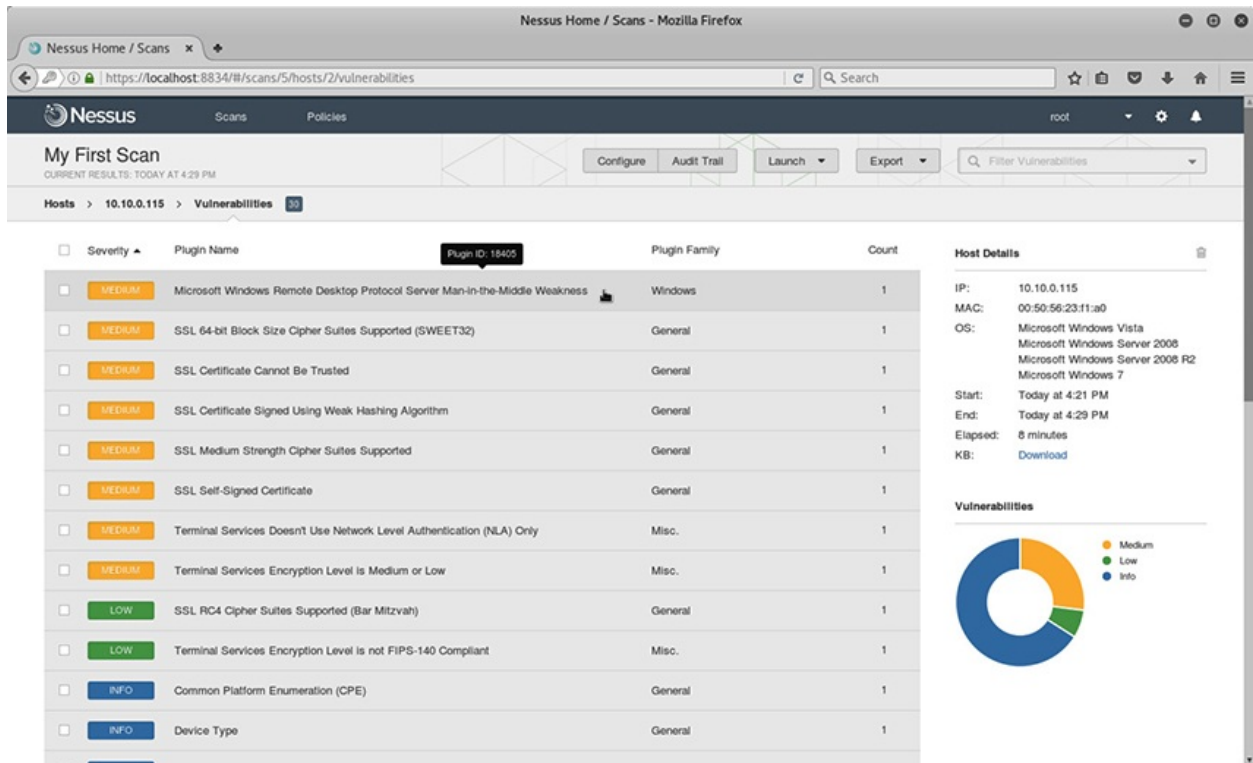 Nessus Home / Scans - Mozilla Firefox
Nessus Home / Scans
https://localhost:8834/#/scans/5/hosts/2/vulnerabilities
Search
Nessus Scans Policies root
My First Scan
CURRENT RESULTS: TODAY AT 4:29 PM
Configure Audit Trail Launch Export Filter Vulnerabilities
Hosts > 10.10.0.115 > Vulnerabilities 30
Severity Plugin Name Plugin Family Count
Plugin ID: 18405
MEDIUM Microsoft Windows Remote Desktop Protocol Server Man-in-the-Middle Weakness Windows 1
MEDIUM SSL 64-bit Block Size Cipher Suites Supported (SWEET32) General 1
MEDIUM SSL Certificate Cannot Be Trusted General 1
MEDIUM SSL Certificate Signed Using Weak Hashing Algorithm General 1
MEDIUM SSL Medium Strength Cipher Suites Supported General 1
MEDIUM SSL Self-Signed Certificate General 1
MEDIUM Terminal Services Doesn't Use Network Level Authentication (NLA) Only Misc. 1
MEDIUM Terminal Services Encryption Level is Medium or Low Misc. 1
LOW SSL RC4 Cipher Suites Supported (Bar Mitzvah) General 1
LOW Terminal Services Encryption Level is not FIPS-140 Compliant Misc. 1
INFO Common Platform Enumeration (CPE) General 1
INFO Device Type General 1
Host Details
IP: 10.10.0.115
MAC: 00:50:56:23:f1:a0
OS: Microsoft Windows Vista
Microsoft Windows Server 2008
Microsoft Windows Server 2008 R2
Microsoft Windows 7
Start: Today at 4:21 PM
End: Today at 4:29 PM
Elapsed: 8 minutes
KB: Download
Vulnerabilities
Medium
Low
Info